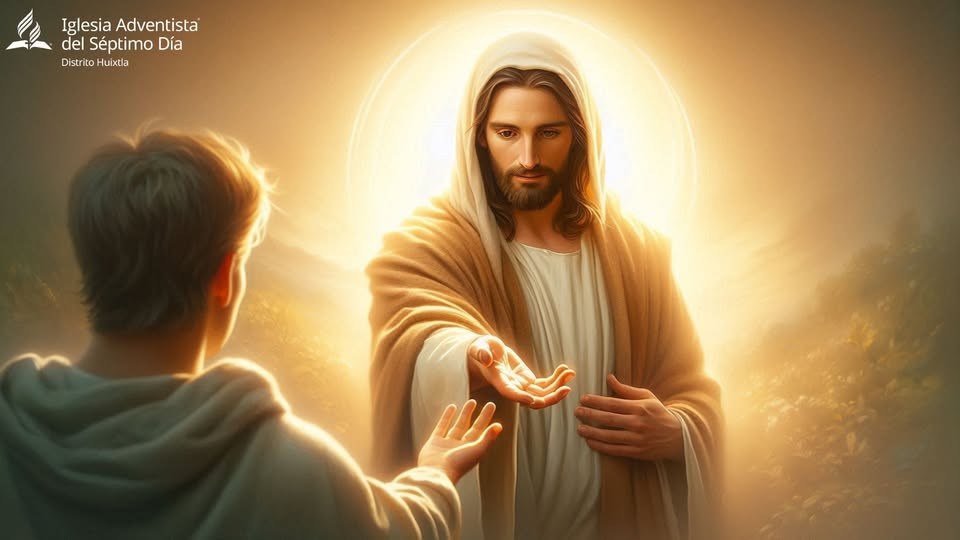 Iglesia Adventista
del Séptimo Día
Distrito Huixtla